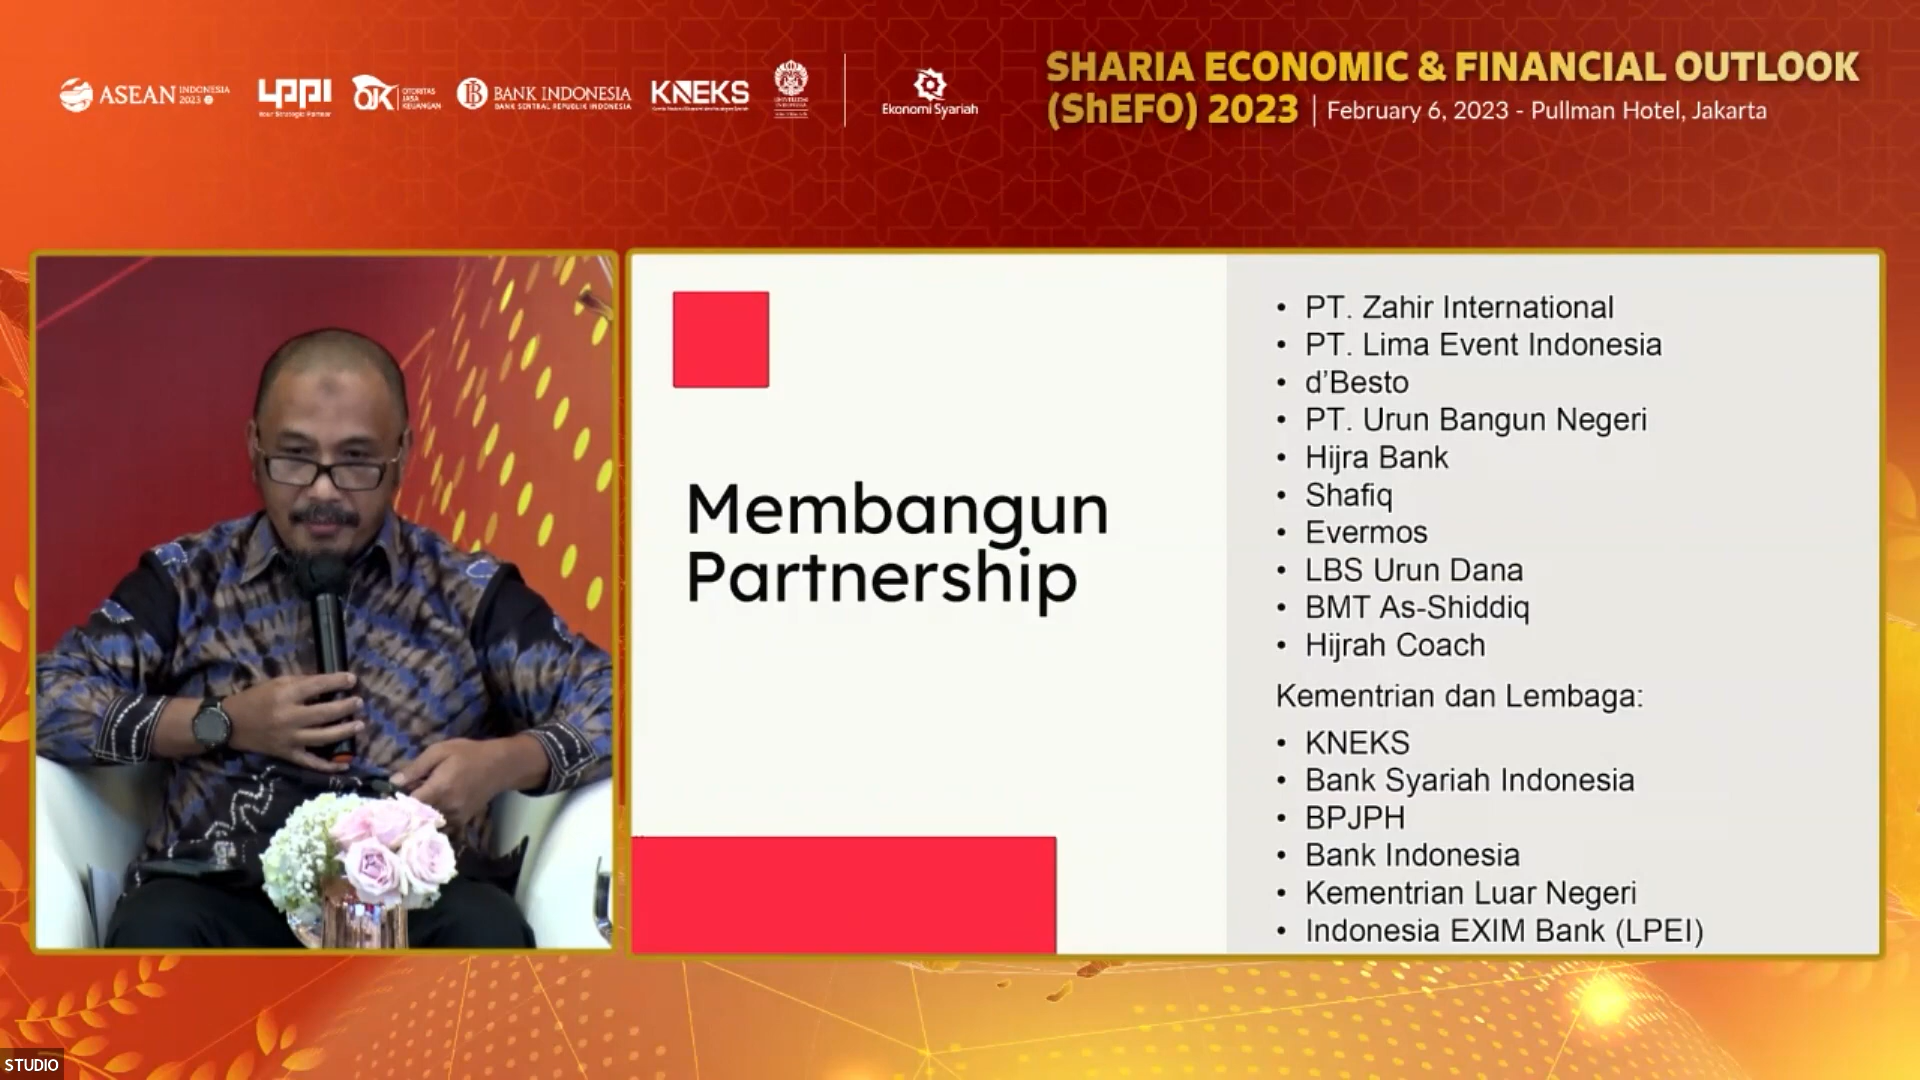 ASEAN INDONESIA 2023
LPPI
Your Strategic Partner
OJK OTORITAS JASA KEUANGAN
BANK INDONESIA
BANK SENTRAL REPUBLIK INDONESIA
KNEKS
Ekonomi Syariah
SHARIA ECONOMIC & FINANCIAL OUTLOOK
(ShEFO) 2023 | February 6, 2023 - Pullman Hotel, Jakarta
Membangun
Partnership
• PT. Zahir International
• PT. Lima Event Indonesia
• d’Besto
• PT. Urun Bangun Negeri
• Hijra Bank
• Shafiq
• Evermos
• LBS Urun Dana
• BMT As-Shiddiq
• Hijrah Coach
Kementrian dan Lembaga:
• KNEKS
• Bank Syariah Indonesia
• BPJPH
• Bank Indonesia
• Kementrian Luar Negeri
• Indonesia EXIM Bank (LPEI)
STUDIO